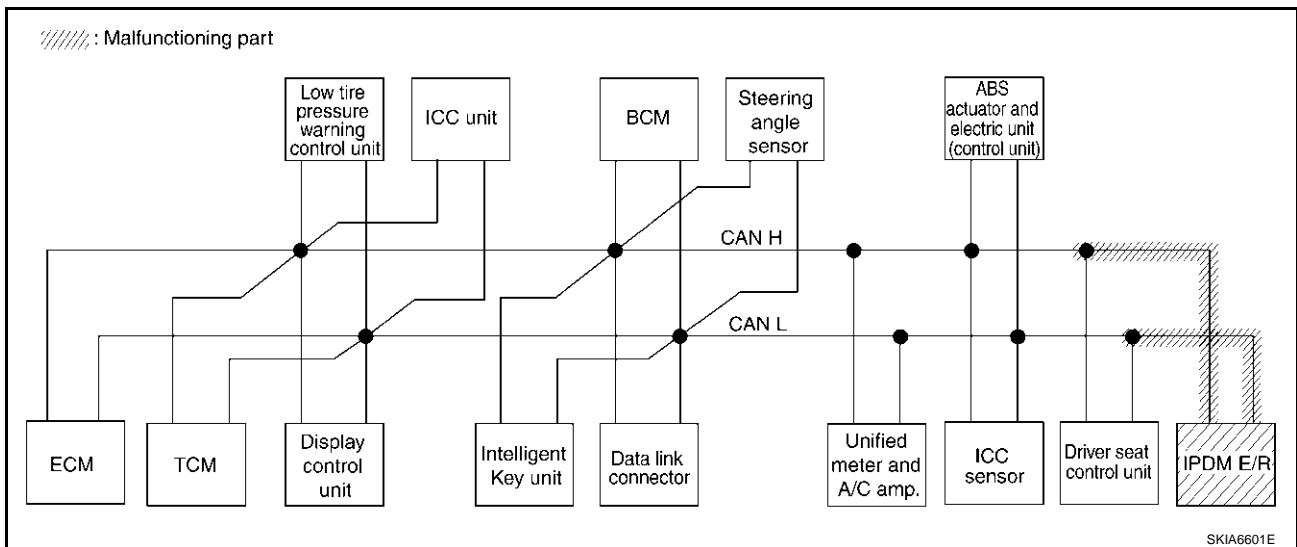 : Malfunctioning part
Low tire
pressure
warning
control unit
ICC unit
BCM
Steering
angle
sensor
ABS
actuator and
electric unit
(control unit)
CAN H
CAN L
ECM
TCM
Display
control
unit
Intelligent
Key unit
Data link
connector
Unified
meter and
A/C amp.
ICC
sensor
Driver seat
control unit
IPDM E/R
SKIA6601E